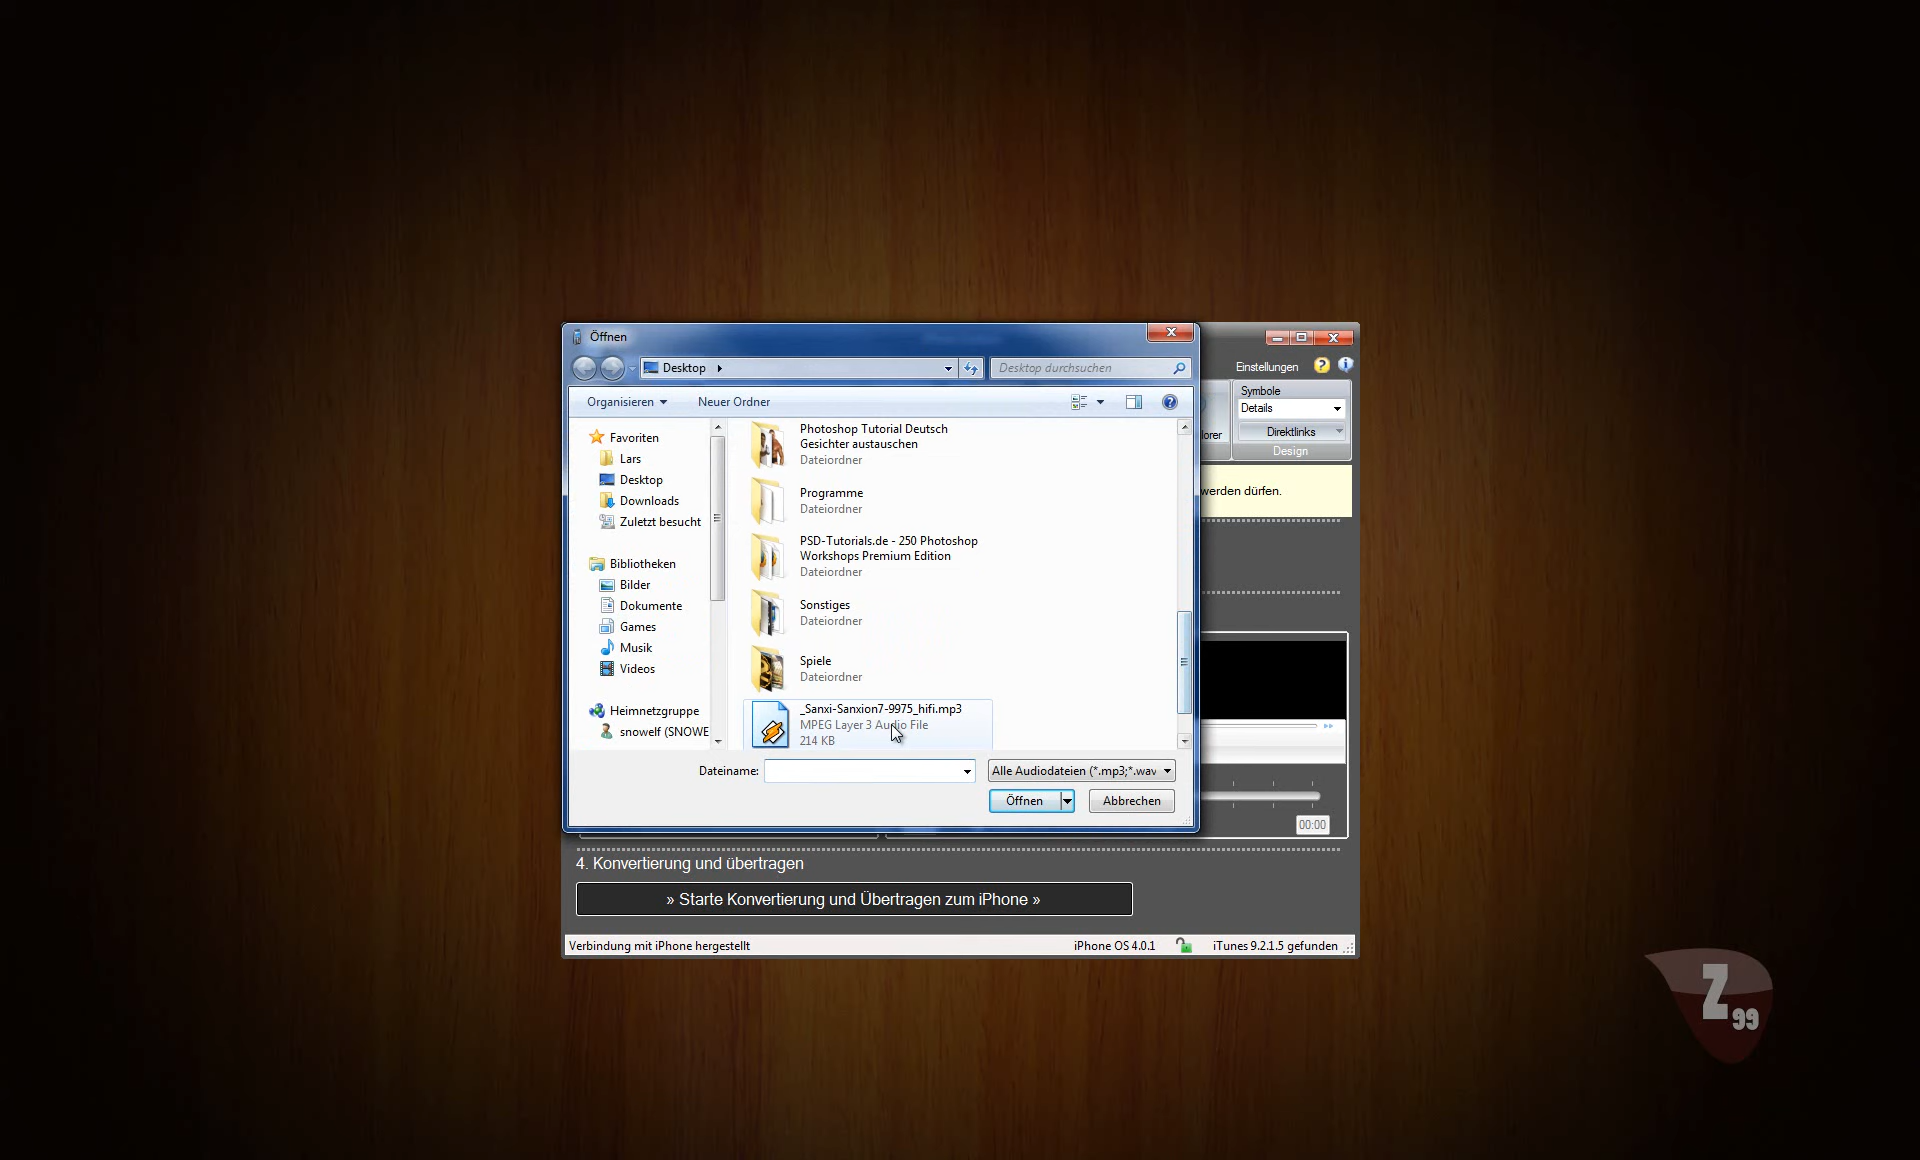 Öffnen
Desktop
Desktop durchsuchen
Organisieren
Neuer Ordner
Favoriten
Lars
Desktop
Downloads
Zuletzt besucht
Bibliotheken
Bilder
Dokumente
Games
Musik
Videos
Heimnetzgruppe
snowelf (SNOWE
Photoshop Tutorial Deutsch
Gesichter austauschen
Dateiordner
Programme
Dateiordner
PSD-Tutorials.de - 250 Photoshop
Workshops Premium Edition
Dateiordner
Sonstiges
Dateiordner
Spiele
Dateiordner
_Sanxi-Sanxion7-9975_hifi.mp3
MPEG Layer 3 Audio File
214 KB
Dateiname:
Alle Audiodateien (*.mp3;*.wav
Öffnen
Abbrechen
Einstellungen
Symbole
Details
Direktlinks
Design
lorer
werden dürfen.
00:00
4. Konvertierung und übertragen
» Starte Konvertierung und Übertragen zum iPhone »
Verbindung mit iPhone hergestellt
iPhone OS 4.0.1
iTunes 9.2.1.5 gefunden
Z99